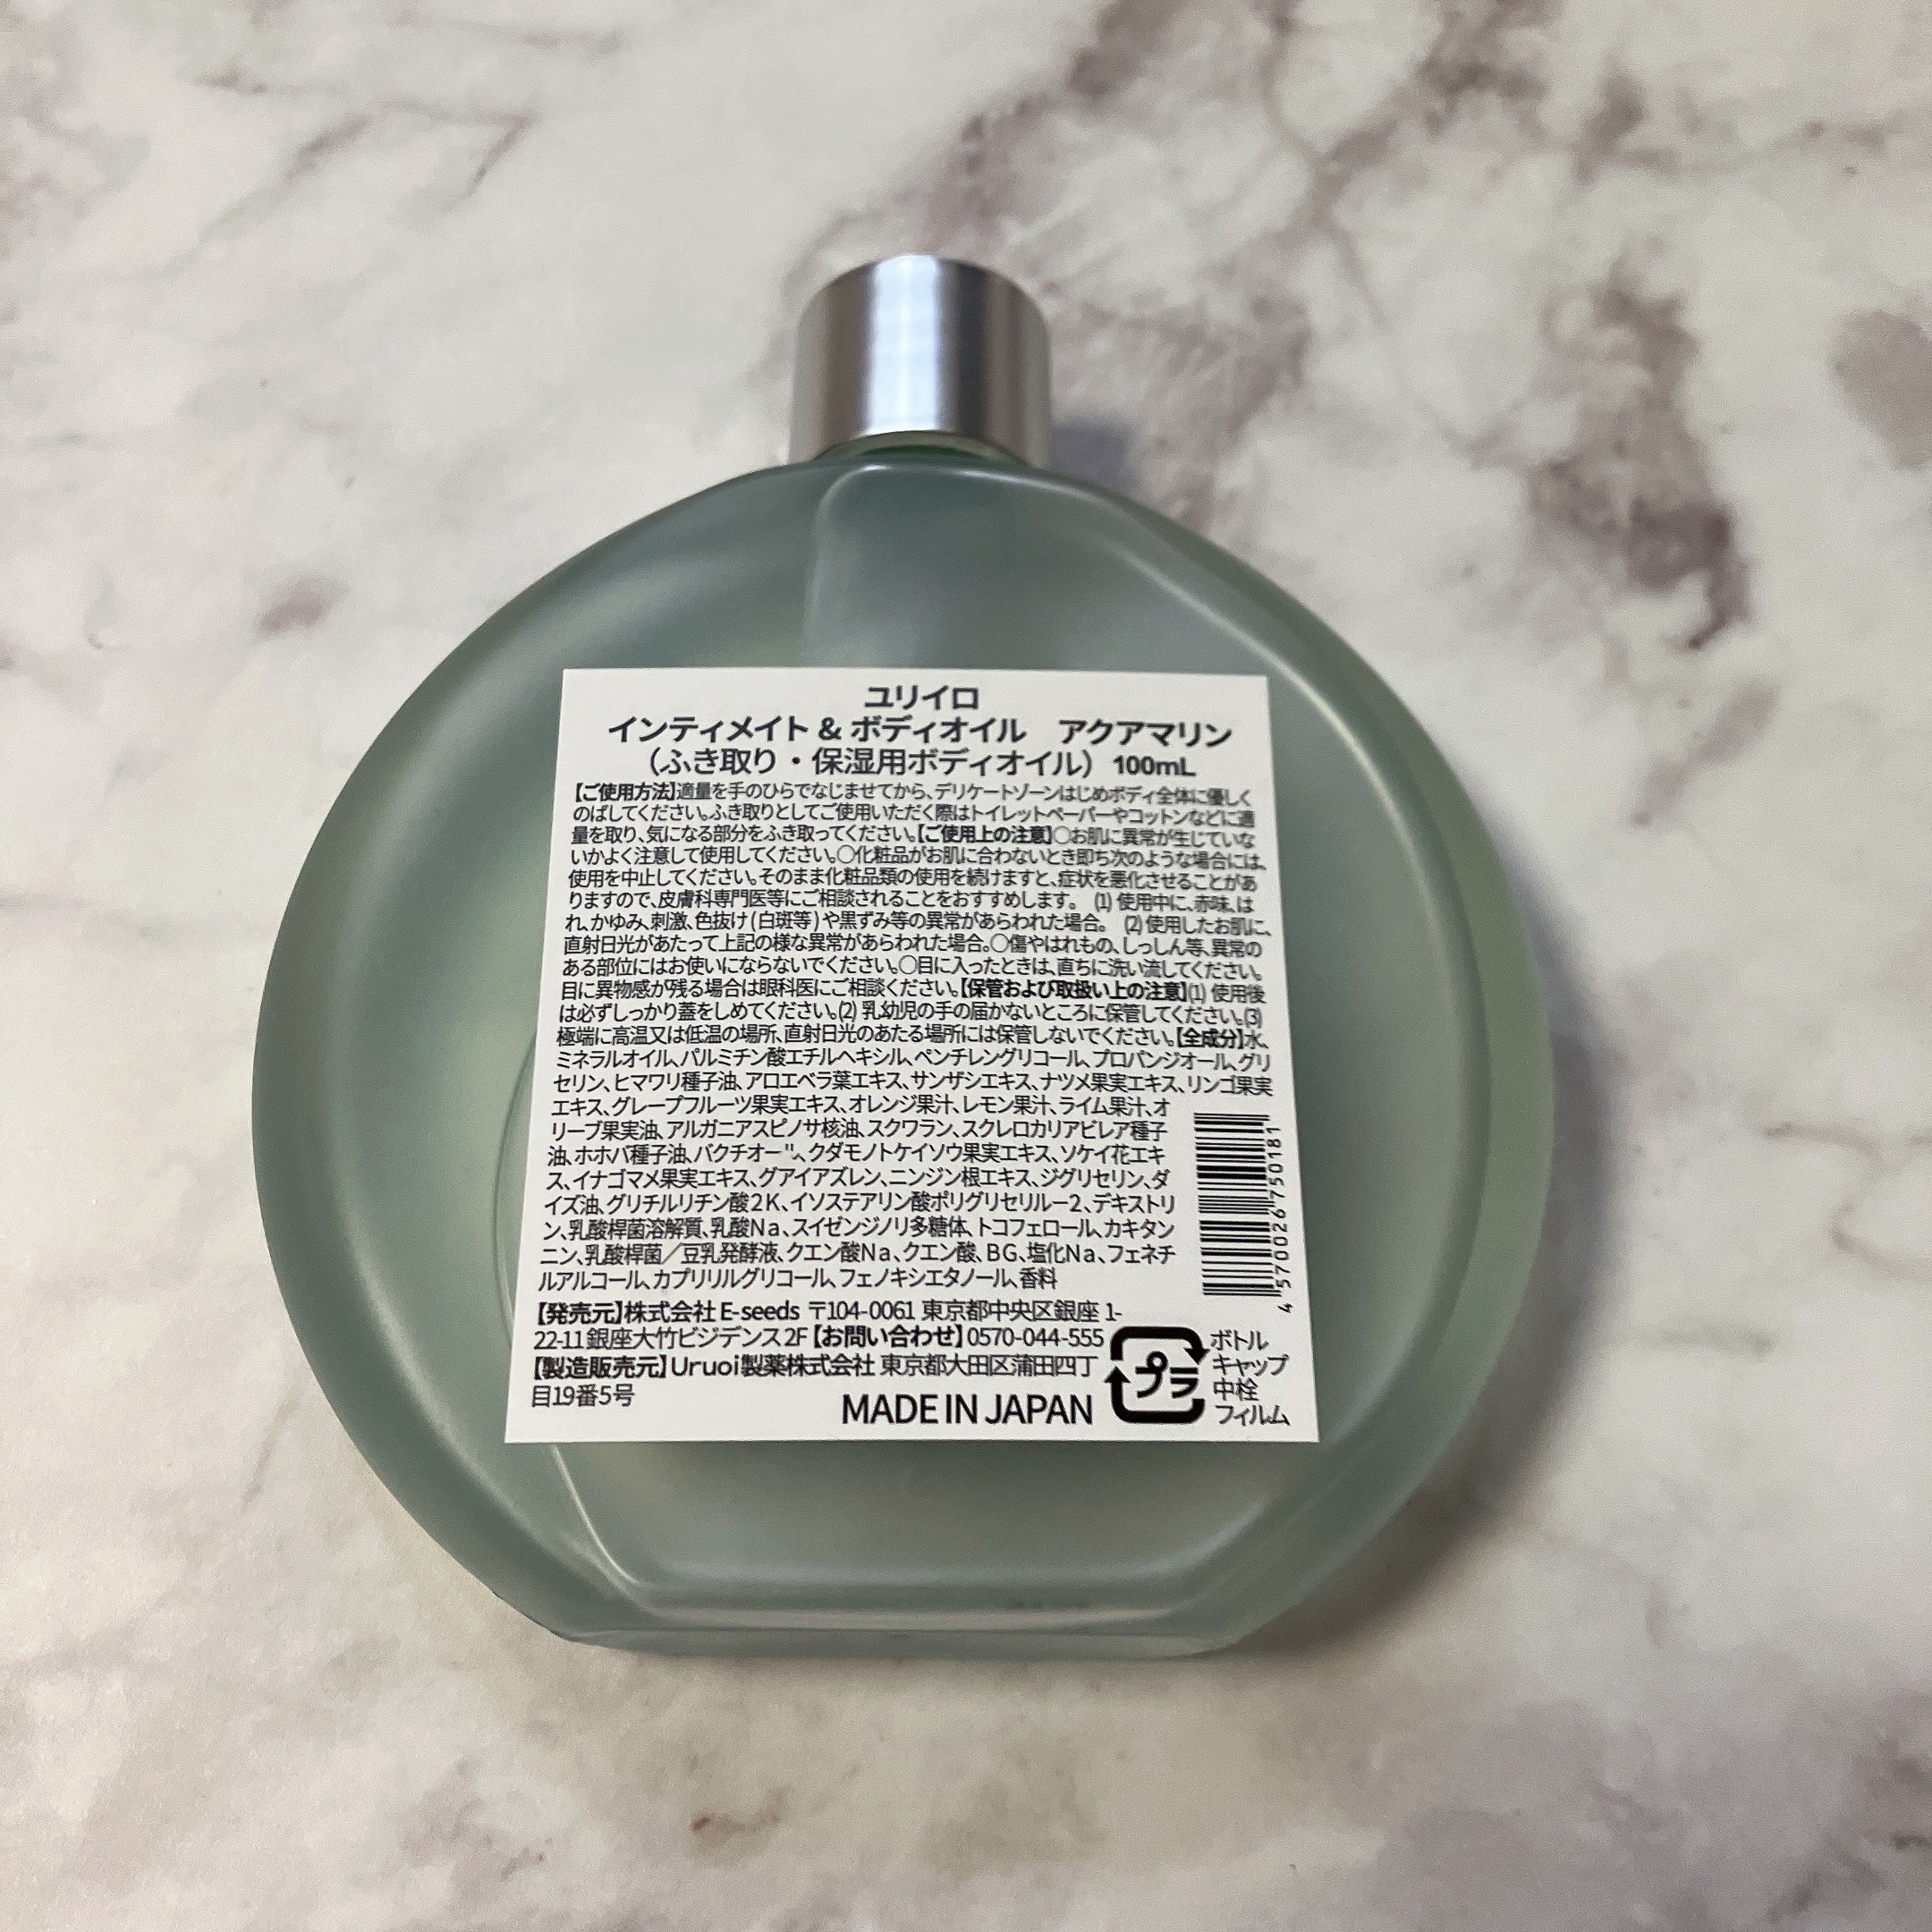 ユリイロ
インティメイト & ボディオイル アクアマリン
（ふき取り・保湿用ボディオイル）100mL
【ご使用方法】適量を手のひらでなじませてから、デリケートゾーンはじめボディ全体に優しく
のばしてください。ふき取りとしてご使用いただく際はトイレットペーパーやコットンなどに適
量を取り、気になる部分をふき取ってください。【ご使用上の注意】〇お肌に異常が生じていな
いかよく注意して使用してください。〇化粧品がお肌に合わないとき即ち次のような場合には、
使用を中止してください。そのまま化粧品類の使用を続けますと、症状を悪化させることがあ
りますので、皮膚科専門医等にご相談されることをおすすめします。 (1) 使用中に、赤味、は
れ、かゆみ、刺激、色抜け(白斑等)や黒ずみ等の異常があらわれた場合。 (2) 使用したお肌に、
直射日光があたって上記の様な異常があらわれた場合。〇傷やはれもの、しっしん等、異常の
ある部位にはお使いにならないでください。〇目に入ったときは、直ちに洗い流してください。
目に異物感が残る場合は眼科医にご相談ください。【保管および取扱い上の注意】(1) 使用後
は必ずしっかり蓋をしめてください。(2) 乳幼児の手の届かないところに保管してください。(3)
極端に高温又は低温の場所、直射日光のあたる場所には保管しないでください。【全成分】水、
ミネラルオイル、パルミチン酸エチルヘキシル、ペンチレングリコール、プロパンジオール、グリ
セリン、ヒマワリ種子油、アロエベラ葉エキス、サンザシエキス、ナツメ果実エキス、リンゴ果実
エキス、グレープフルーツ果実エキス、オレンジ果汁、レモン果汁、ライム果汁、オ
リーブ果実油、アルガニアスピノサ核油、スクワラン、スクレロカリアビレア種子
油、ホホバ種子油、バクチオー、クダモノトケイソウ果実エキス、ソケイ花エキ
ス、イナゴマメ果実エキス、グアイアズレン、ニンジン根エキス、ジグリセリン、ダ
イズ油、グリチルリチン酸2K、イソステアリン酸ポリグリセリル－2、デキストリ
ン、乳酸桿菌溶解質、乳酸Na、スイゼンジノリ多糖体、トコフェロール、カキタン
ニン、乳酸桿菌／豆乳発酵液、クエン酸Na、クエン酸、BG、塩化Na、フェネチ
ルアルコール、カプリリルグリコール、フェノキシエタノール、香料
4570026750181
【発売元】株式会社 E-seeds 〒104-0061 東京都中央区銀座 1-
22-11 銀座大竹ビジデンス 2F【お問い合わせ】0570-044-555
【製造販売元】Uruoi製薬株式会社 東京都大田区蒲田四丁
目19番5号
MADE IN JAPAN
プラ
ボトル
キャップ
中栓
フィルム